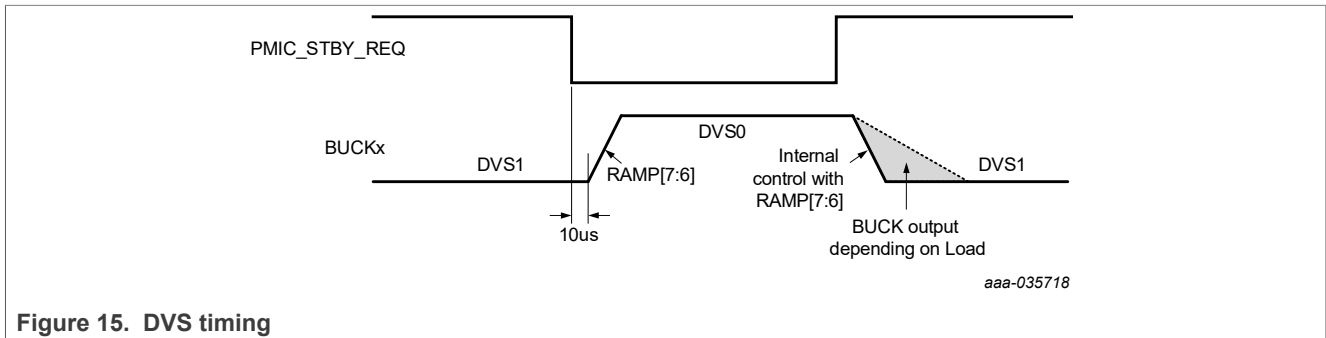 PMIC_STBY_REQ
BUCKx
DVS1
RAMP[7:6]
10us
DVS0
Internal
control with
RAMP[7:6]
DVS1
BUCK output
depending on Load
aaa-035718
Figure 15. DVS timing